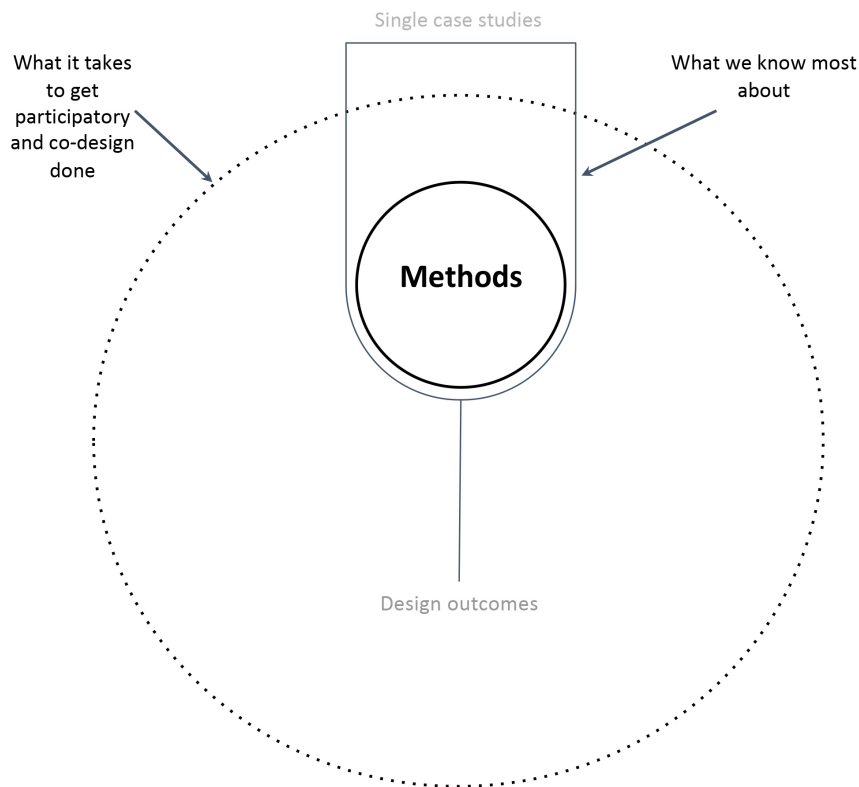 Single case studies
What it takes
to get
participatory
and co-design
done
What we know most
about
Methods
Design outcomes